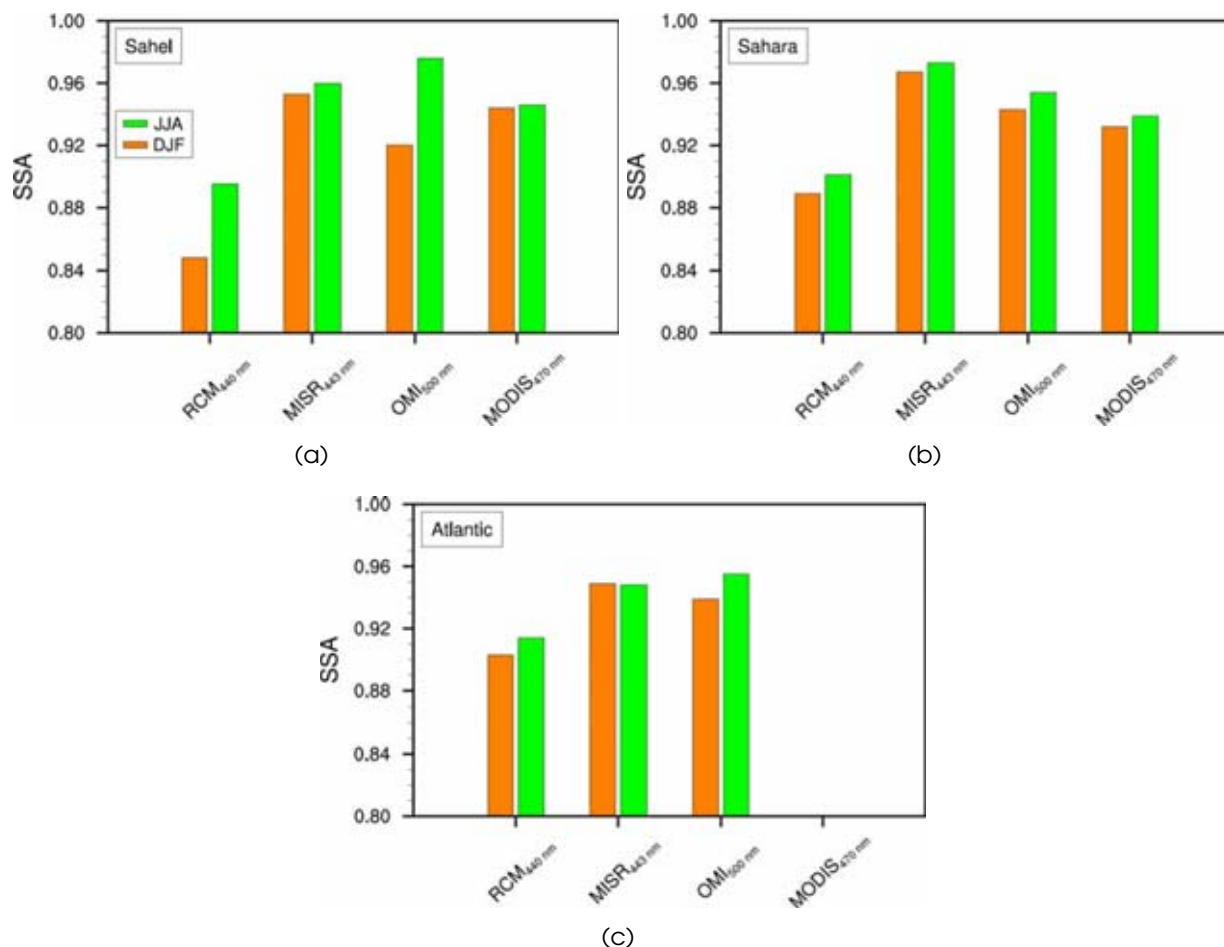 1.00
0.96
0.92
0.88
0.84
0.80
SSA
Sahel
JJA
DJF
RCM440 nm
MISR443 nm
OMI500 nm
MODIS470 nm
(a)
1.00
0.96
0.92
0.88
0.84
0.80
SSA
Sahara
RCM440 nm
MISR443 nm
OMI500 nm
MODIS470 nm
(b)
1.00
0.96
0.92
0.88
0.84
0.80
SSA
Atlantic
RCM440 nm
MISR443 nm
OMI500 nm
MODIS470 nm
(c)